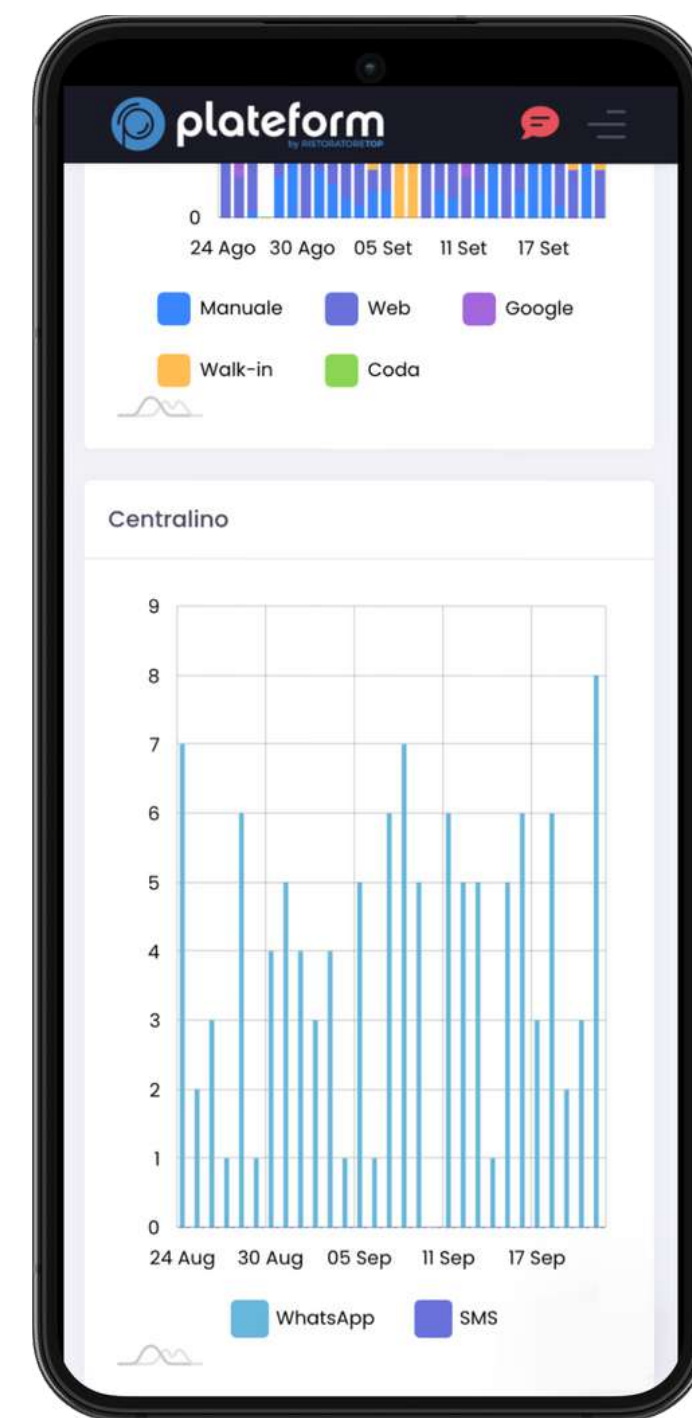 plateform
by RISTORATORETOP
0
24 Ago 30 Ago 05 Set 11 Set 17 Set
Manuale Web Google
Walk-in Coda
Centralino
9
8
7
6
5
4
3
2
1
0
24 Aug 30 Aug 05 Sep 11 Sep 17 Sep
WhatsApp SMS